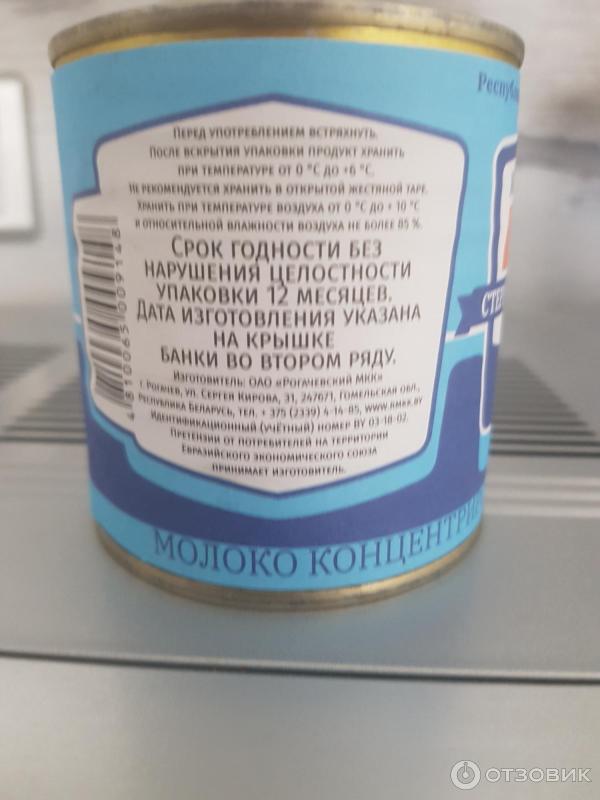 Перед употреблением встряхнуть.
После вскрытия упаковки продукт хранить
при температуре от 0 °С до +6 °С.
Не рекомендуется хранить в открытой жестяной таре.
Хранить при температуре воздуха от 0 °С до + 10 °С
и относительной влажности воздуха не более 85 %.
Срок годности без
нарушения целостности
упаковки 12 месяцев.
Дата изготовления указана
на крышке
банки во втором ряду.
Изготовитель: ОАО «Рогачевский МКК»
г. Рогачев, ул. Сергея Кирова, 31, 247671, Гомельская обл.,
Республика Беларусь, тел. + 375 (2339) 4-14-85, www.rmkk.by
Идентификационный (учётный) номер BY 03-18-02.
Претензии от потребителей на территории
Евразийского экономического союза
принимает изготовитель.
4810065009148
Республ
СТЕР
МОЛОКО КОНЦЕНТРИ
ОТЗОВИК